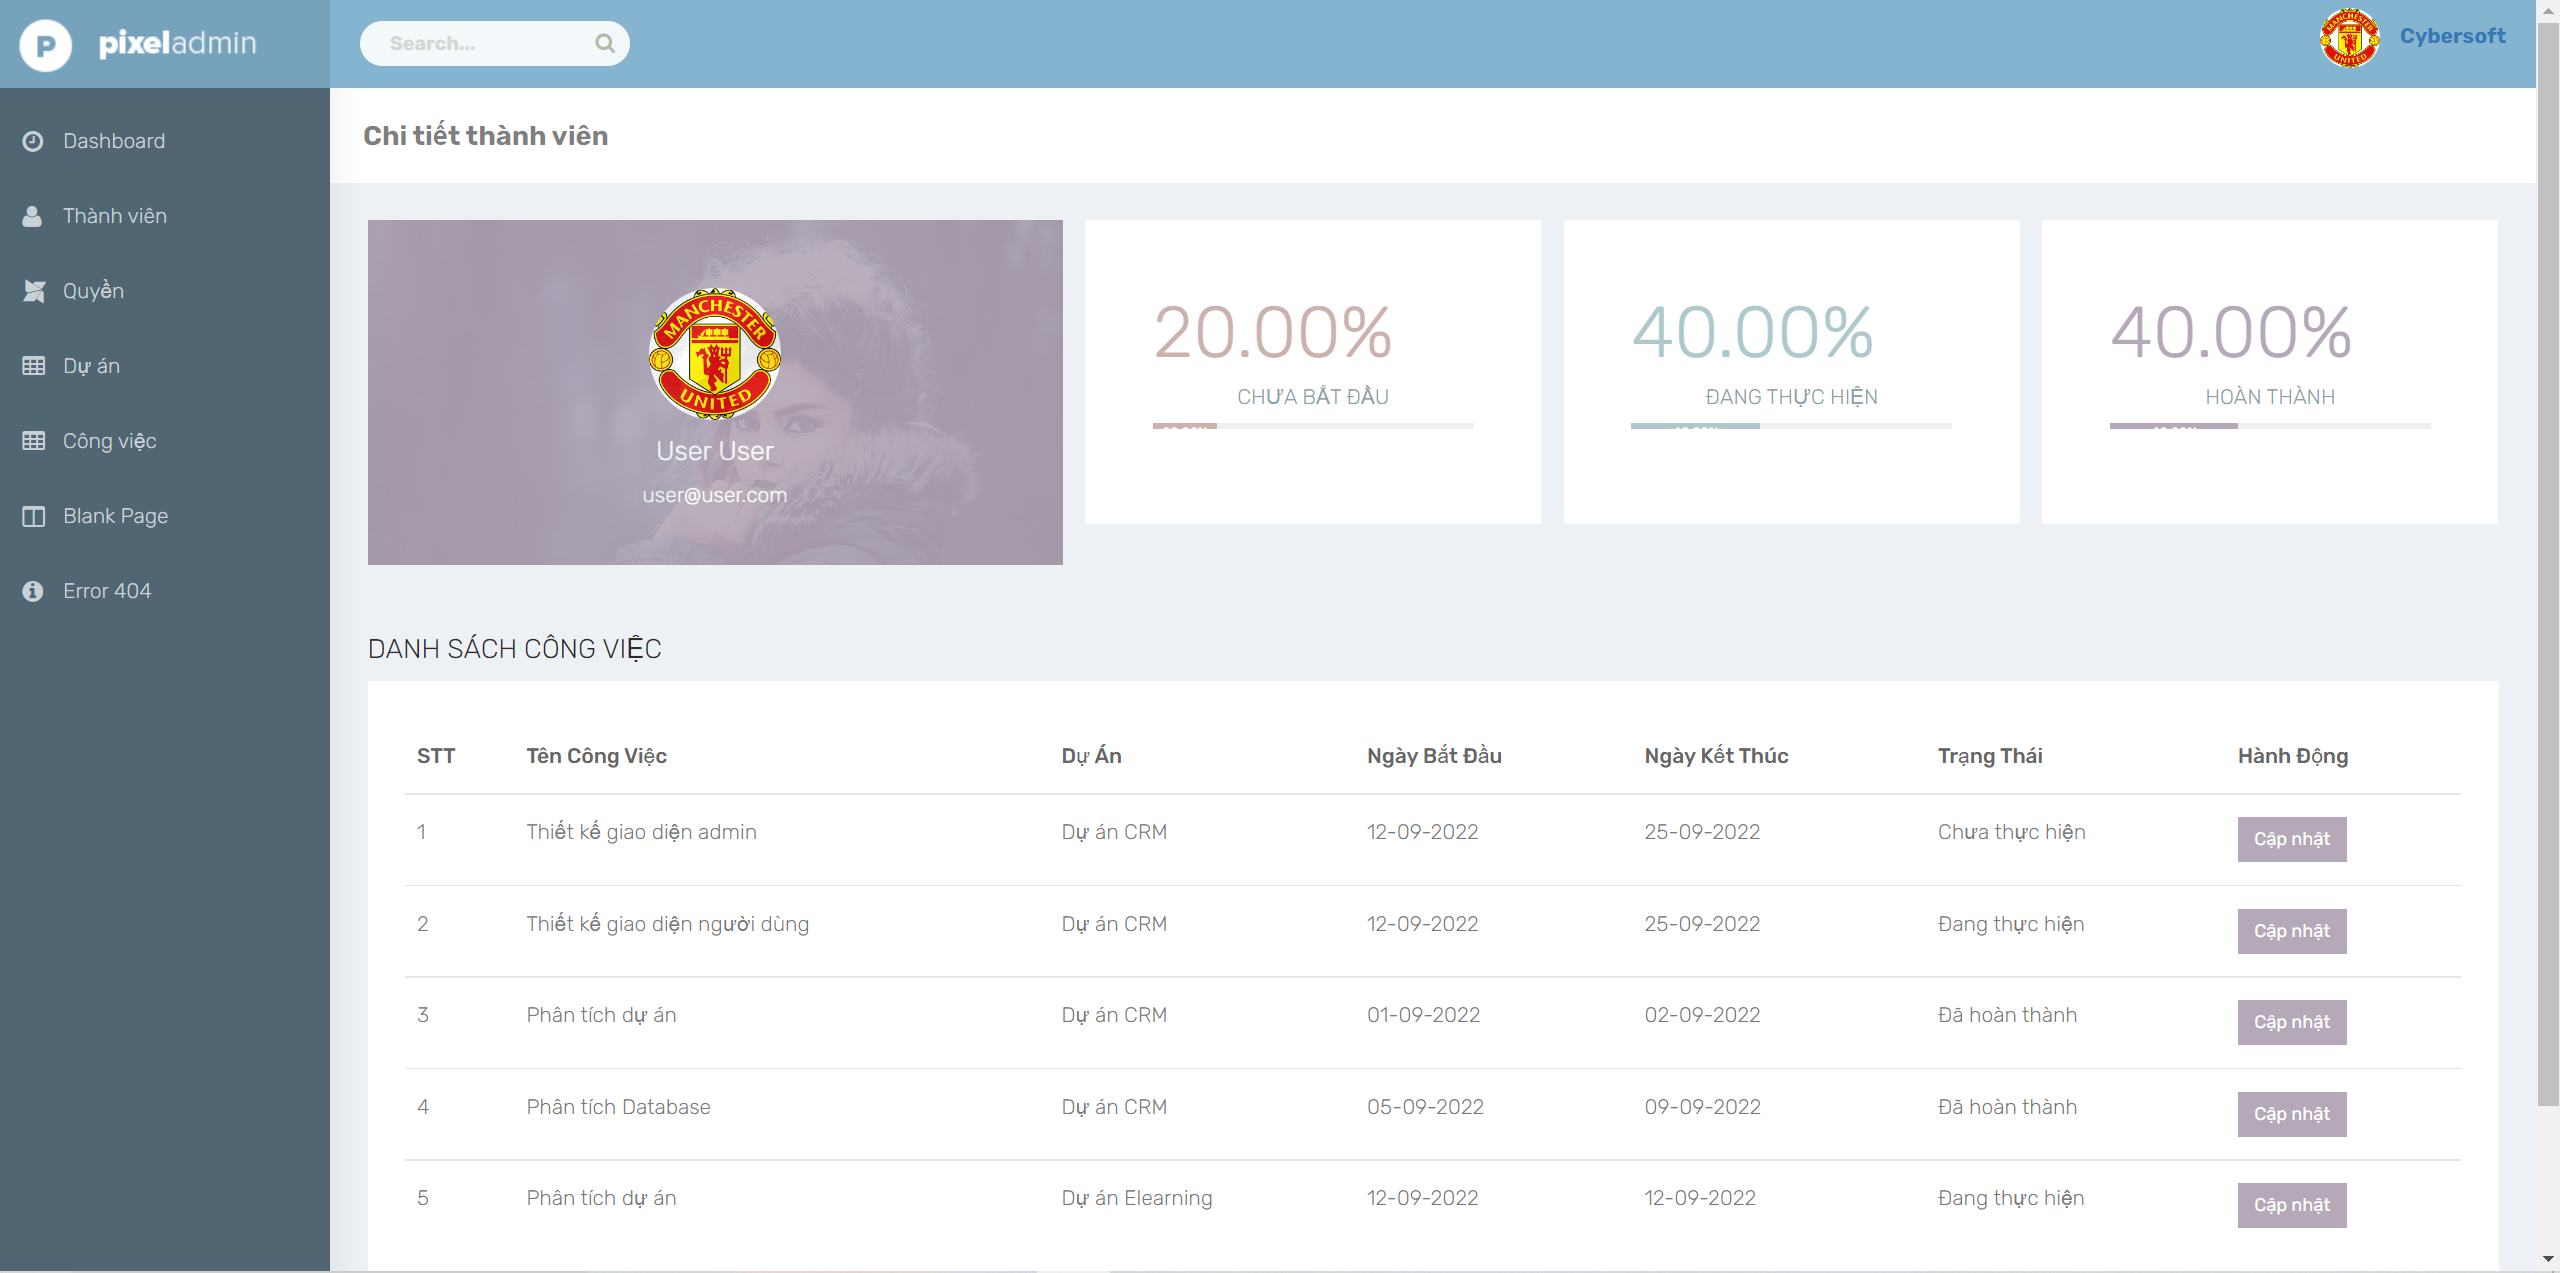 P pixeladmin
Search...
Cybersoft
Dashboard
Thành viên
Quyền
Dự án
Công việc
Blank Page
Error 404
Chi tiết thành viên
MANCHESTER
UNITED
User User
user@user.com
20.00%
CHƯA BẮT ĐẦU
40.00%
ĐANG THỰC HIỆN
40.00%
HOÀN THÀNH
DANH SÁCH CÔNG VIỆC
STT Tên Công Việc Dự Án Ngày Bắt Đầu Ngày Kết Thúc Trạng Thái Hành Động
1 Thiết kế giao diện admin Dự án CRM 12-09-2022 25-09-2022 Chưa thực hiện Cập nhật
2 Thiết kế giao diện người dùng Dự án CRM 12-09-2022 25-09-2022 Đang thực hiện Cập nhật
3 Phân tích dự án Dự án CRM 01-09-2022 02-09-2022 Đã hoàn thành Cập nhật
4 Phân tích Database Dự án CRM 05-09-2022 09-09-2022 Đã hoàn thành Cập nhật
5 Phân tích dự án Dự án Elearning 12-09-2022 12-09-2022 Đang thực hiện Cập nhật